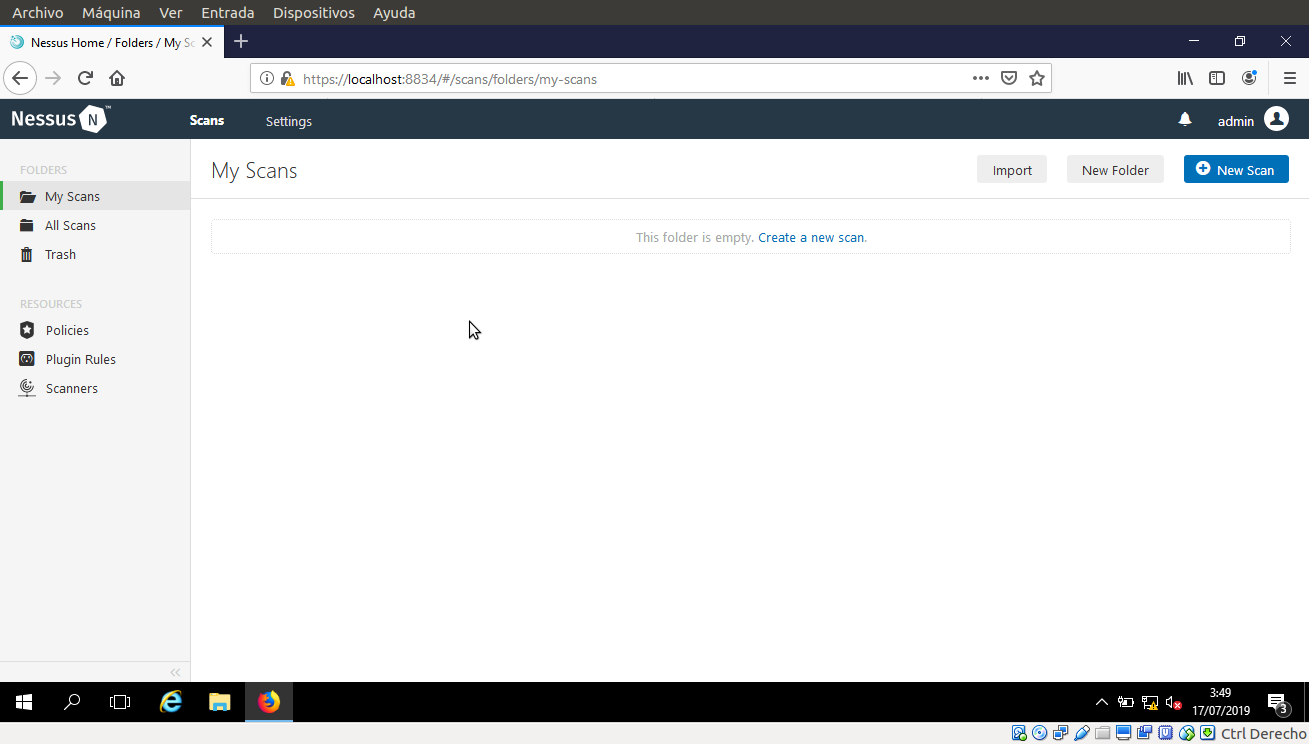 Archivo Máquina Ver Entrada Dispositivos Ayuda
Nessus Home / Folders / My Sc
https://localhost:8834/#/scans/folders/my-scans
Nessus N ™ Scans Settings admin
FOLDERS
My Scans
All Scans
Trash
RESOURCES
Policies
Plugin Rules
Scanners
My Scans Import New Folder New Scan
This folder is empty. Create a new scan.
3:49
17/07/2019
3
Ctrl Derecho